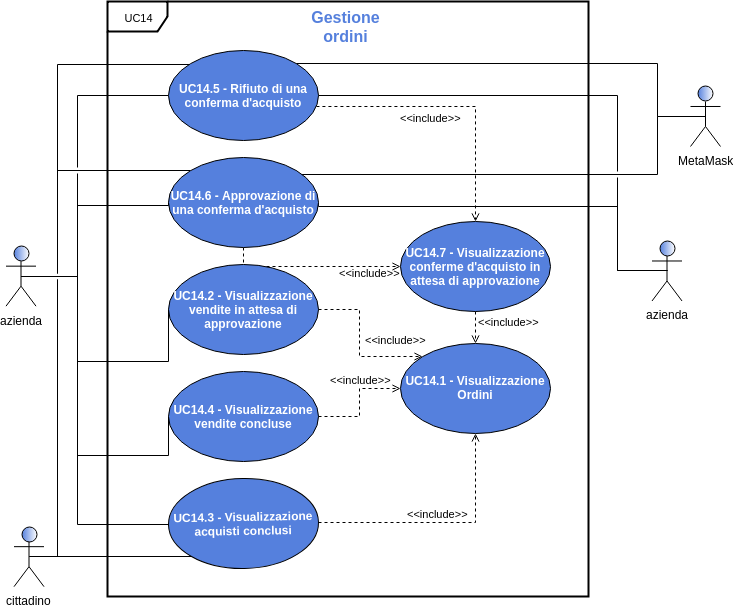 UC14
Gestione
ordini
UC14.5 - Rifiuto di una
conferma d'acquisto
<<include>>
MetaMask
UC14.6 - Approvazione di
una conferma d'acquisto
UC14.7 - Visualizzazione
conferme d'acquisto in
attesa di approvazione
<<include>>
azienda
azienda
UC14.2 - Visualizzazione
vendite in attesa di
approvazione
<<include>>
<<include>>
<<include>>
UC14.1 - Visualizzazione
Ordini
UC14.4 - Visualizzazione
vendite concluse
UC14.3 - Visualizzazione
acquisti conclusi
<<include>>
cittadino